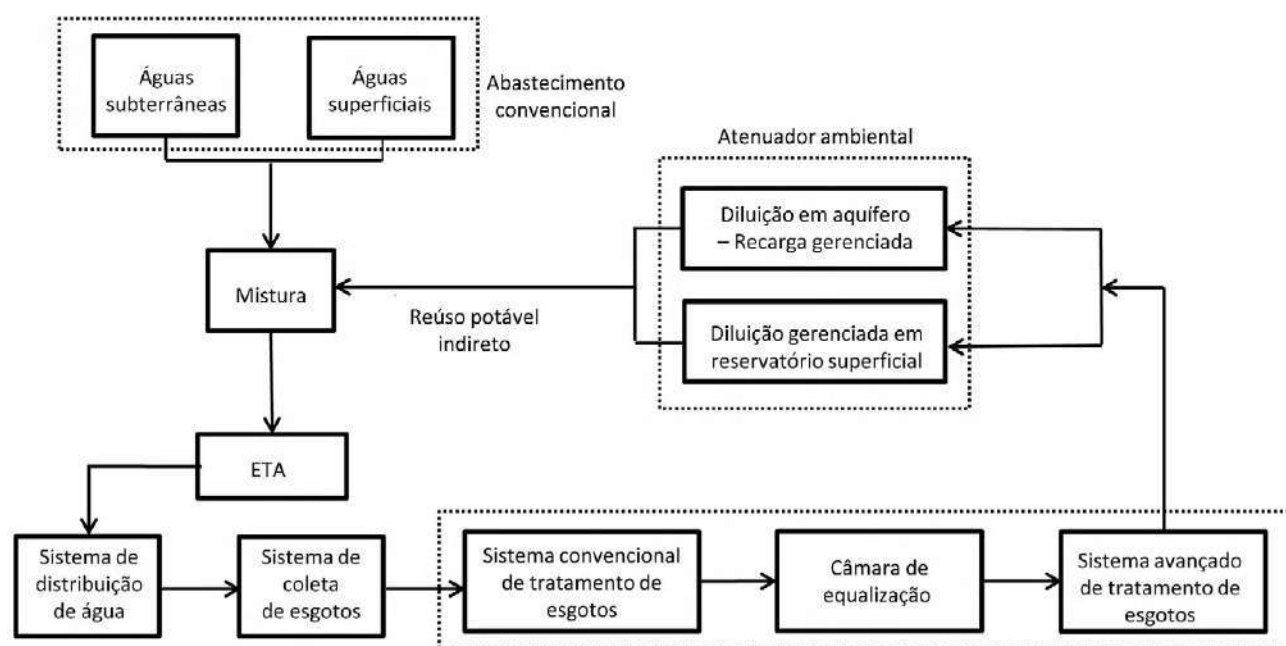 Águas
subterrâneas
Águas
superficiais
Abastecimento
convencional
Atenuador ambiental
Diluição em aquífero
– Recarga gerenciada
Mistura
Reúso potável
indireto
Diluição gerenciada em
reservatório superficial
ETA
Sistema de
distribuição
de água
Sistema de
coleta
de esgotos
Sistema convencional
de tratamento de
esgotos
Câmara de
equalização
Sistema avançado
de tratamento de
esgotos